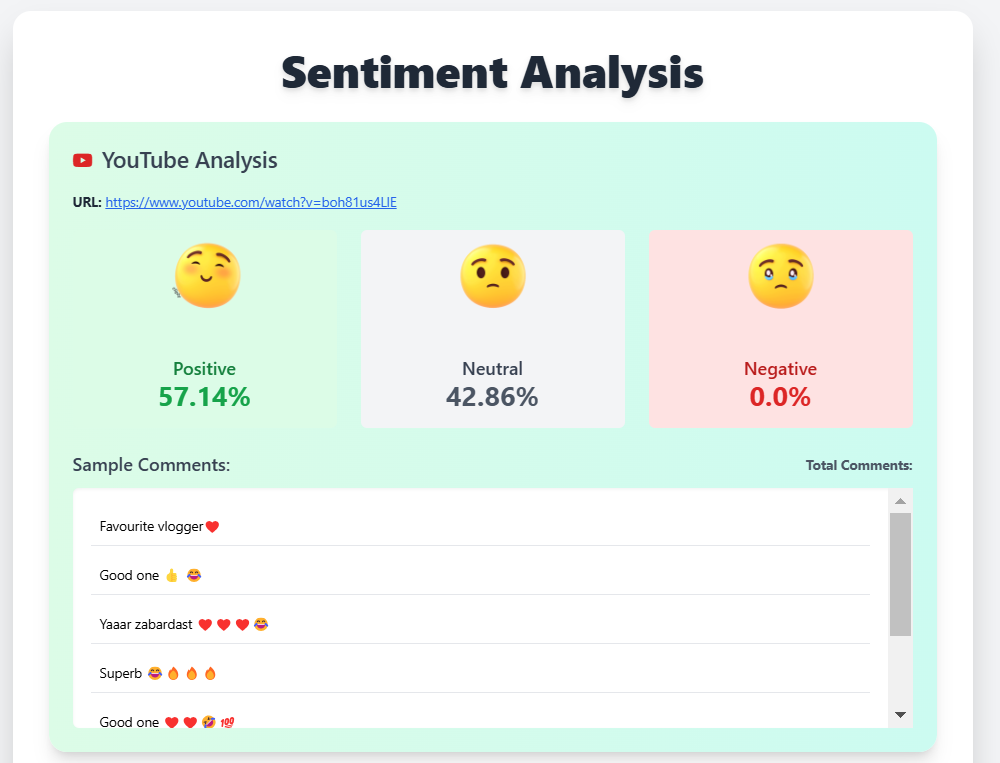 Sentiment Analysis
YouTube Analysis
URL: https://www.youtube.com/watch?v=boh81us4LIE
Positive
57.14%
Neutral
42.86%
Negative
0.0%
Sample Comments:
Total Comments:
Favourite vlogger❤️
Good one 👍 😂
Yaaar zabardast ❤️ ❤️ ❤️ 😂
Superb 😂 🔥 🔥 🔥
Good one ❤️ ❤️ 🤣 💯